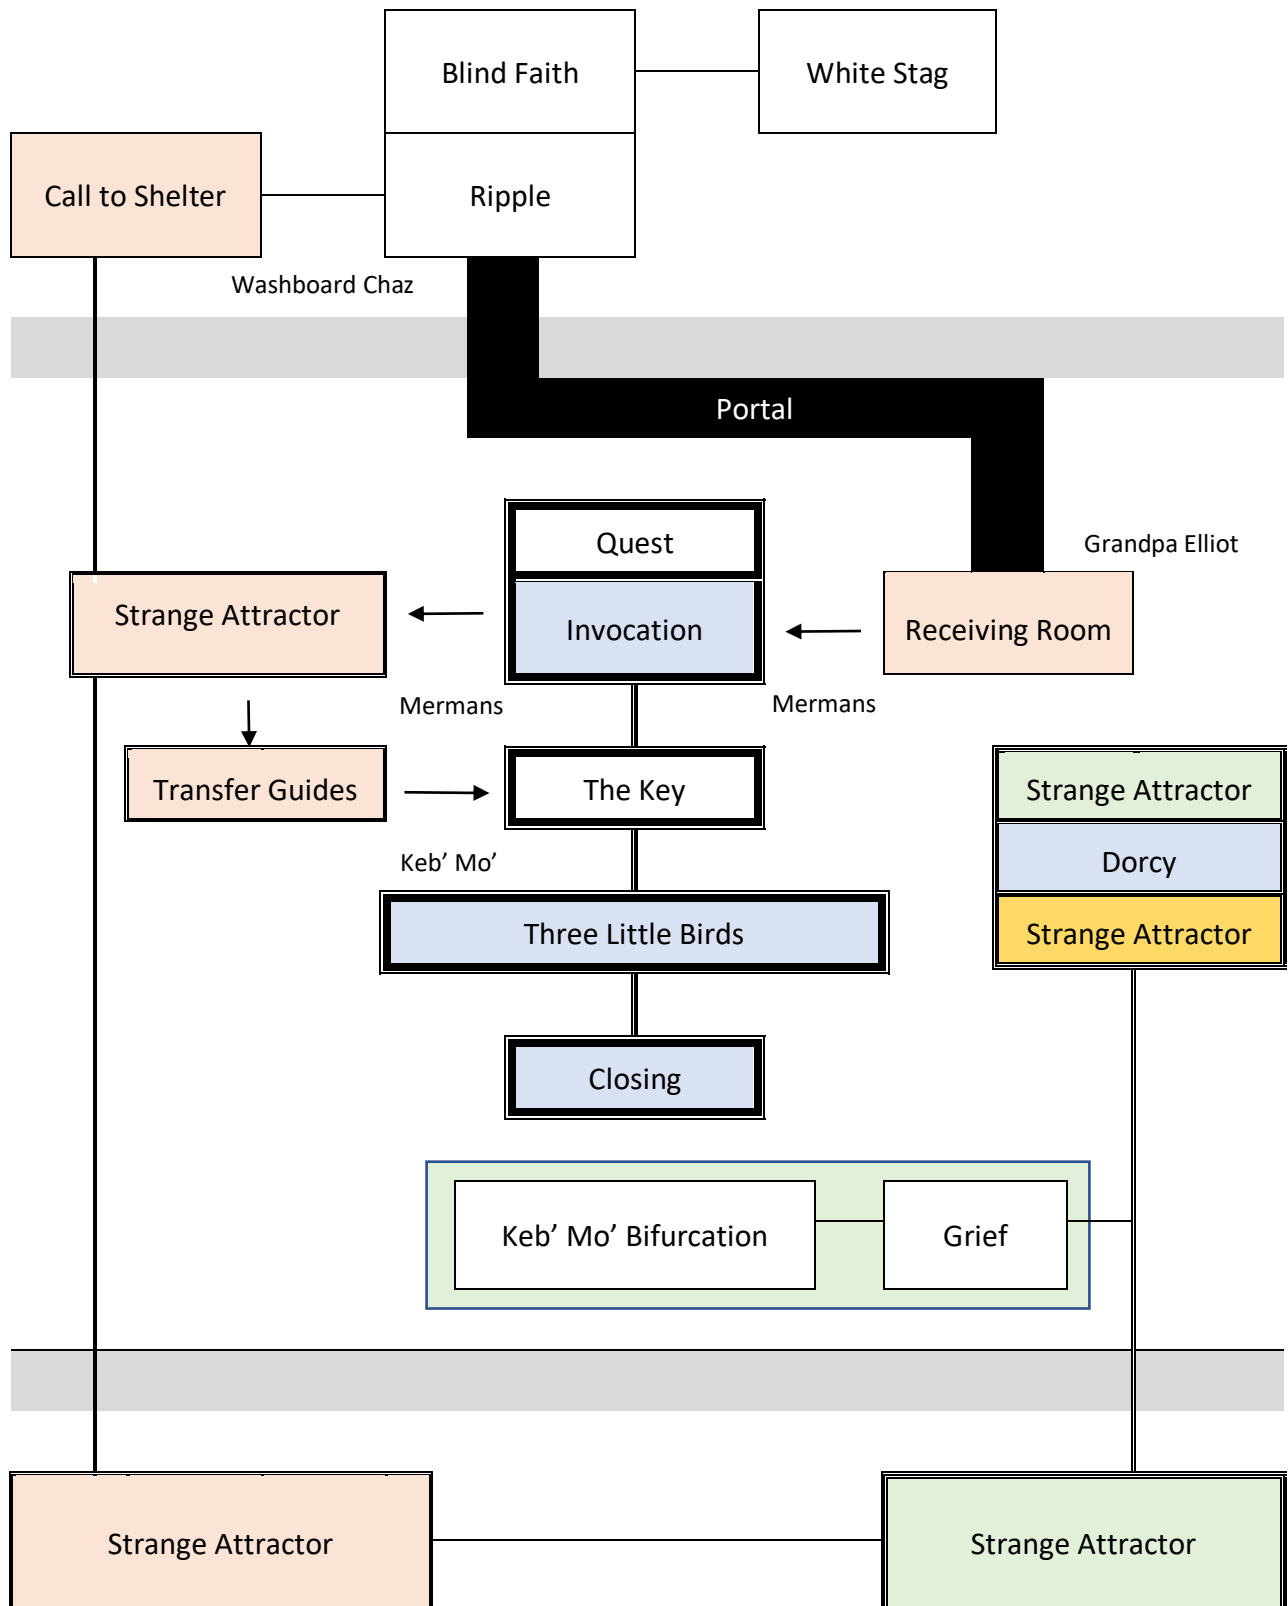 Blind Faith
White Stag
Call to Shelter
Ripple
Washboard Chaz
Portal
Quest
Grandpa Elliot
Strange Attractor
Invocation
Receiving Room
Mermans
Mermans
Transfer Guides
The Key
Strange Attractor
Keb’ Mo’
Dorcy
Three Little Birds
Strange Attractor
Closing
Keb’ Mo’ Bifurcation
Grief
Strange Attractor
Strange Attractor